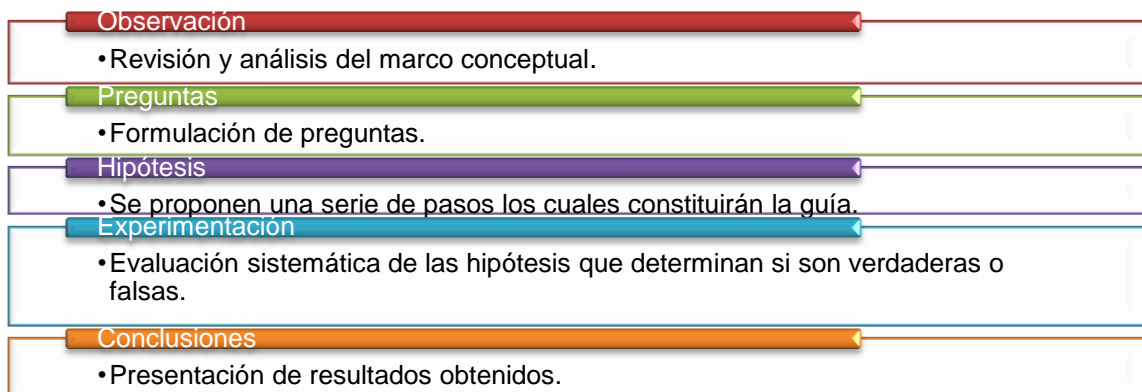 Observación
•Revisión y análisis del marco conceptual.
Preguntas
•Formulación de preguntas.
Hipótesis
•Se proponen una serie de pasos los cuales constituirán la guía.
Experimentación
•Evaluación sistemática de las hipótesis que determinan si son verdaderas o
falsas.
Conclusiones
•Presentación de resultados obtenidos.